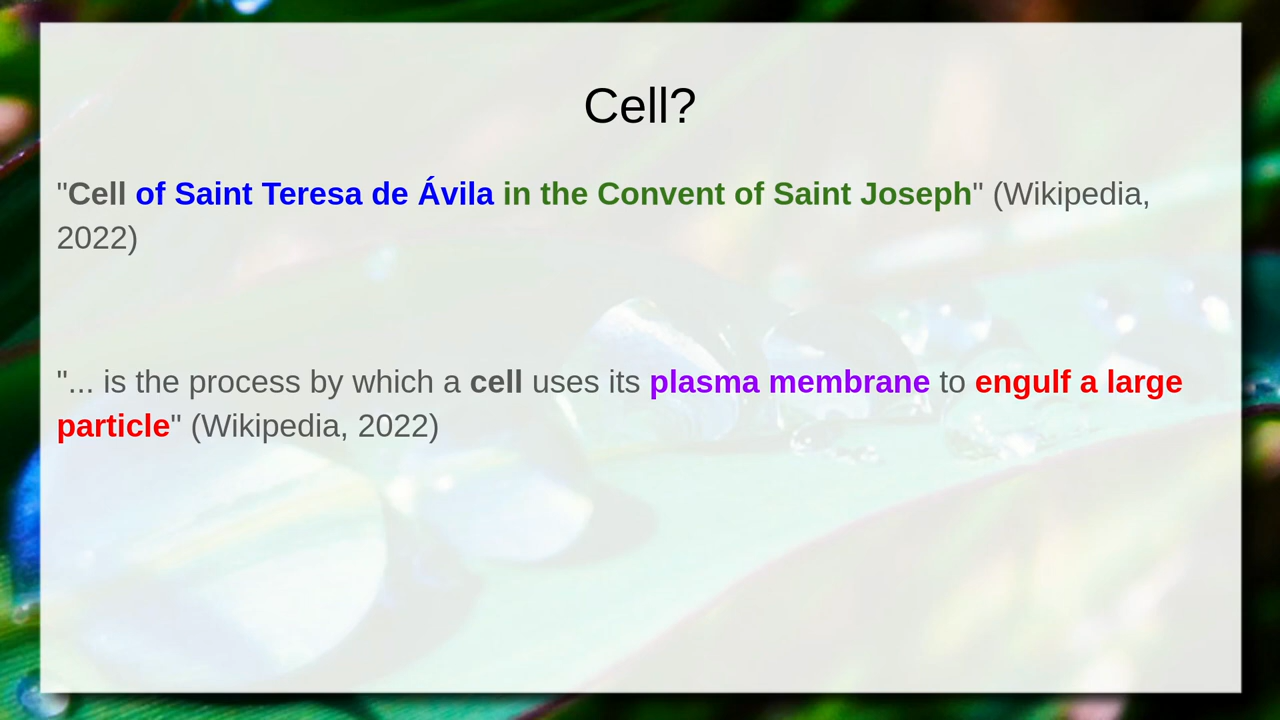 Cell?
"Cell of Saint Teresa de Ávila in the Convent of Saint Joseph" (Wikipedia,
2022)
"... is the process by which a cell uses its plasma membrane to engulf a large
particle" (Wikipedia, 2022)